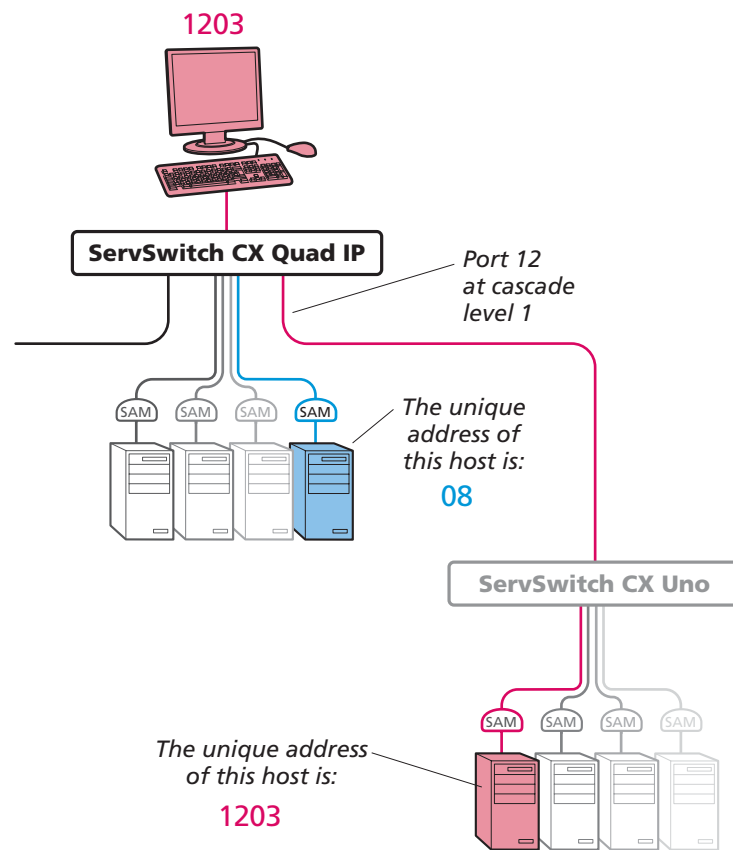 1203
ServSwitch CX Quad IP
Port 12
at cascade
level 1
SAM
SAM
SAM
SAM
The unique
address of
this host is:
08
ServSwitch CX Uno
SAM
SAM
SAM
SAM
The unique address
of this host is:
1203